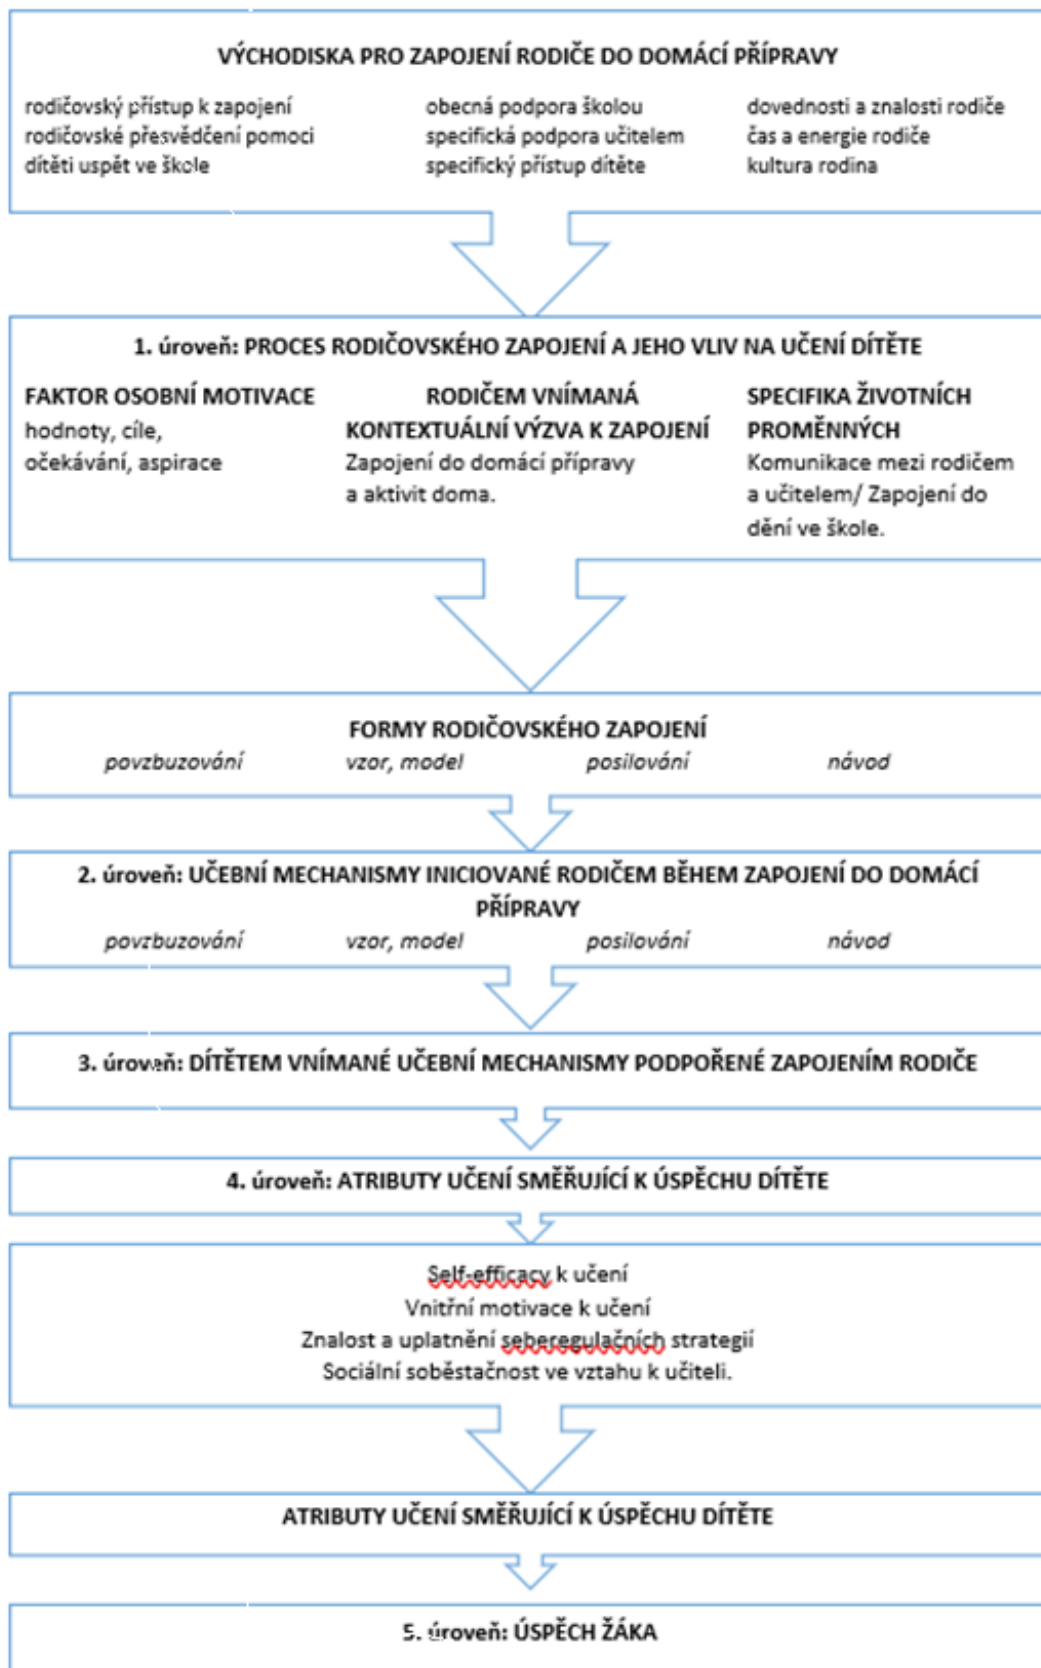 VÝCHODISKA PRO ZAPOJENÍ RODIČE DO DOMÁCÍ PŘÍPRAVY
rodičovský přístup k zapojení
rodičovské přesvědčení pomoci
dítěti uspět ve škole
obecná podpora školou
specifická podpora učitelem
specifický přístup dítěte
dovednosti a znalosti rodiče
čas a energie rodiče
kultura rodina
1. úroveň: PROCES RODIČOVSKÉHO ZAPOJENÍ A JEHO VLIV NA UČENÍ DÍTĚTE
FAKTOR OSOBNÍ MOTIVACE
hodnoty, cíle,
očekávání, aspirace
RODIČEM VNÍMANÁ
KONTEXTUÁLNÍ VÝZVA K ZAPOJENÍ
Zapojení do domácí přípravy
a aktivit doma.
SPECIFIKA ŽIVOTNÍCH
PROMĚNNÝCH
Komunikace mezi rodičem
a učitelem/ Zapojení do
dění ve škole.
FORMY RODIČOVSKÉHO ZAPOJENÍ
povzbuzování vzor, model posilování návod
2. úroveň: UČEBNÍ MECHANISMY INICIOVANÉ RODIČEM BĚHEM ZAPOJENÍ DO DOMÁCÍ
PŘÍPRAVY
povzbuzování vzor, model posilování návod
3. úroveň: DÍTĚTEM VNÍMANÉ UČEBNÍ MECHANISMY PODPOŘENÉ ZAPOJENÍM RODIČE
4. úroveň: ATRIBUTY UČENÍ SMĚŘUJÍCÍ K ÚSPĚCHU DÍTĚTE
Self-efficacy k učení
Vnitřní motivace k učení
Znalost a uplatnění seberegulačních strategií
Sociální soběstačnost ve vztahu k učiteli.
ATRIBUTY UČENÍ SMĚŘUJÍCÍ K ÚSPĚCHU DÍTĚTE
5. úroveň: ÚSPĚCH ŽÁKA